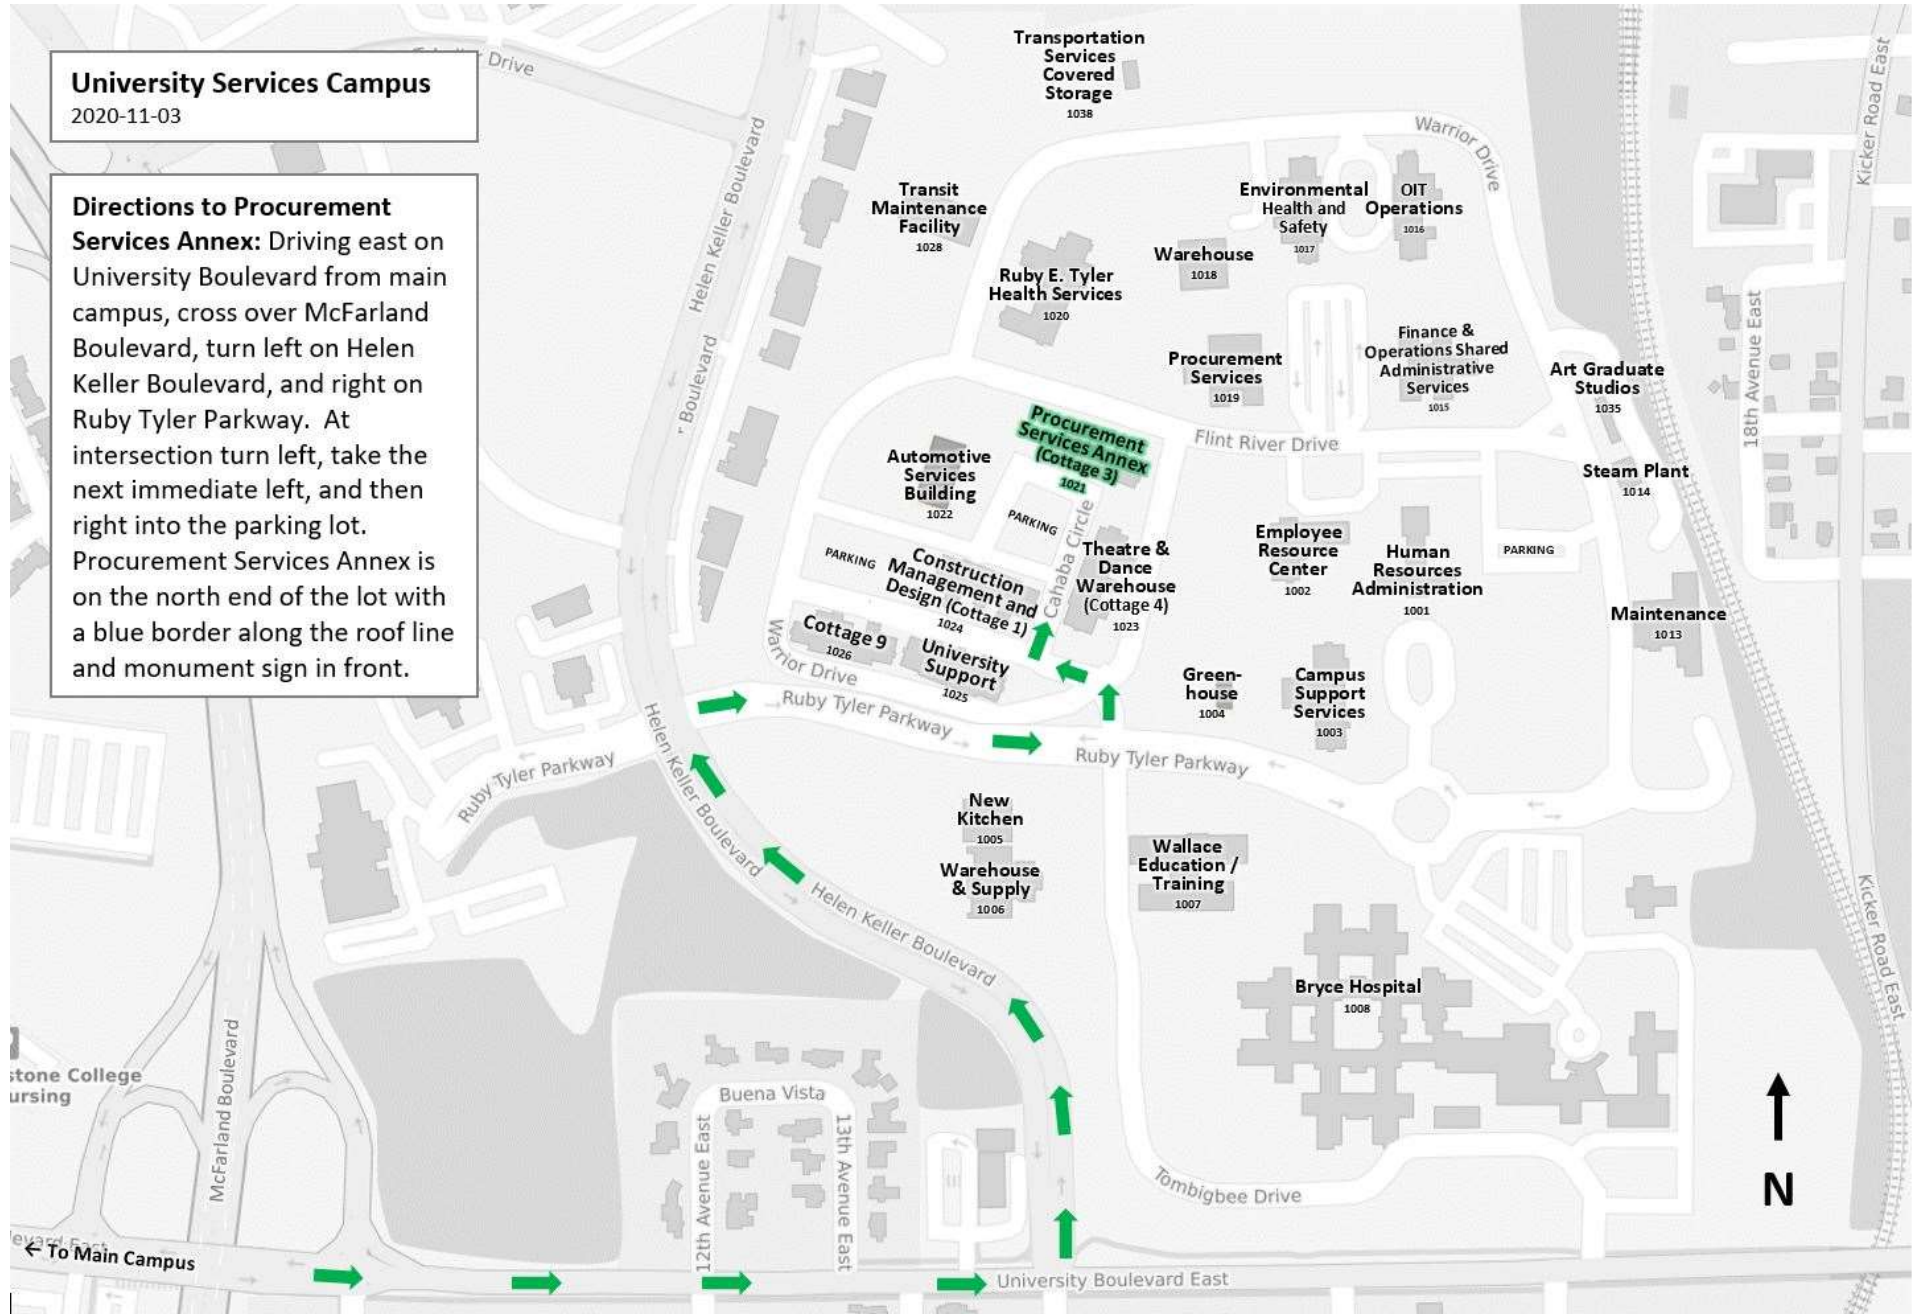 University Services Campus
2020-11-03
Directions to Procurement
Services Annex: Driving east on
University Boulevard from main
campus, cross over McFarland
Boulevard, turn left on Helen
Keller Boulevard, and right on
Ruby Tyler Parkway. At
intersection turn left, take the
next immediate left, and then
right into the parking lot.
Procurement Services Annex is
on the north end of the lot with
a blue border along the roof line
and monument sign in front.
Drive
Transportation
Services
Covered
Storage
1038
Warrior Drive
Kicker Road East
Helen Keller Boulevard
Transit
Maintenance
Facility
1028
Environmental
Health and
Safety
1017
OIT
Operations
1016
Warehouse
1018
Ruby E. Tyler
Health Services
1020
18th Avenue East
r Boulevard
Procurement
Services
1019
Finance &
Operations Shared
Administrative
Services
1015
Art Graduate
Studios
1035
Procurement
Services Annex
(Cottage 3)
1021
Flint River Drive
Automotive
Services
Building
1022
Steam Plant
1014
PARKING
Cahaba Circle
PARKING
Construction
Management and
Design (Cottage 1)
1024
Theatre &
Dance
Warehouse
(Cottage 4)
1023
Employee
Resource
Center
1002
Human
Resources
Administration
1001
PARKING
Maintenance
1013
Cottage 9
1026
University
Support
1025
Warrior Drive
Green-
house
1004
Campus
Support
Services
1003
Ruby Tyler Parkway
Ruby Tyler Parkway
Ruby Tyler Parkway
Helen Keller Boulevard
New
Kitchen
1005
Warehouse
& Supply
1006
Wallace
Education /
Training
1007
Helen Keller Boulevard
Kicker Road East
Bryce Hospital
1008
stone College
ursing
McFarland Boulevard
Buena Vista
12th Avenue East
13th Avenue East
Tombigbee Drive
N
← To Main Campus
University Boulevard East